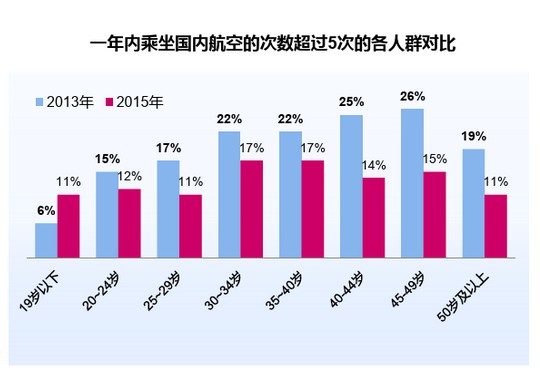 一年内乘坐国内航空的次数超过5次的各人群对比
2013年 2015年
6% 11%
15% 12%
17% 11%
22% 17%
22% 17%
25% 14%
26% 15%
19% 11%
19岁以下
20~24岁
25~29岁
30~34岁
35~40岁
40-44岁
45-49岁
50岁及以上